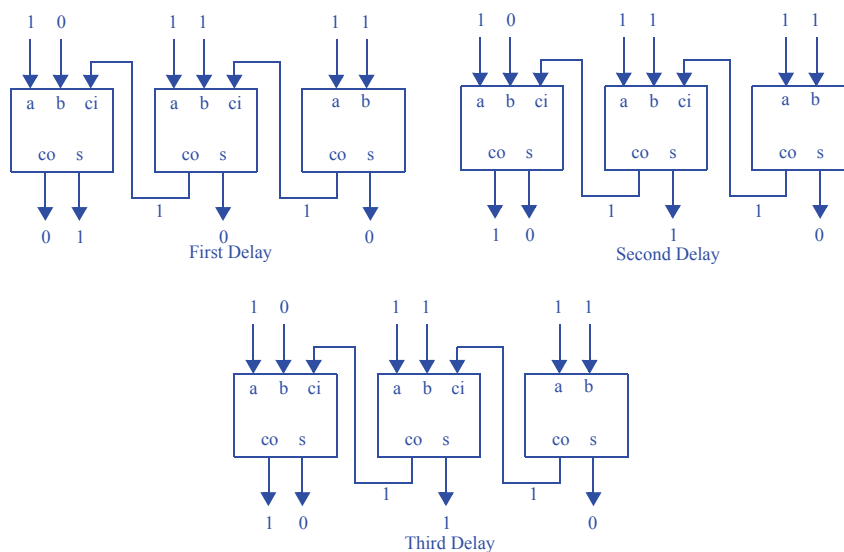 1 0 1 1 1 1
a b ci a b ci a b
co s co s co s
1 1
0 1 0 0
First Delay
1 0 1 1 1 1
a b ci a b ci a b
co s co s co s
1 1
1 0 1 0
Second Delay
1 0 1 1 1 1
a b ci a b ci a b
co s co s co s
1 1
1 0 1 0
Third Delay